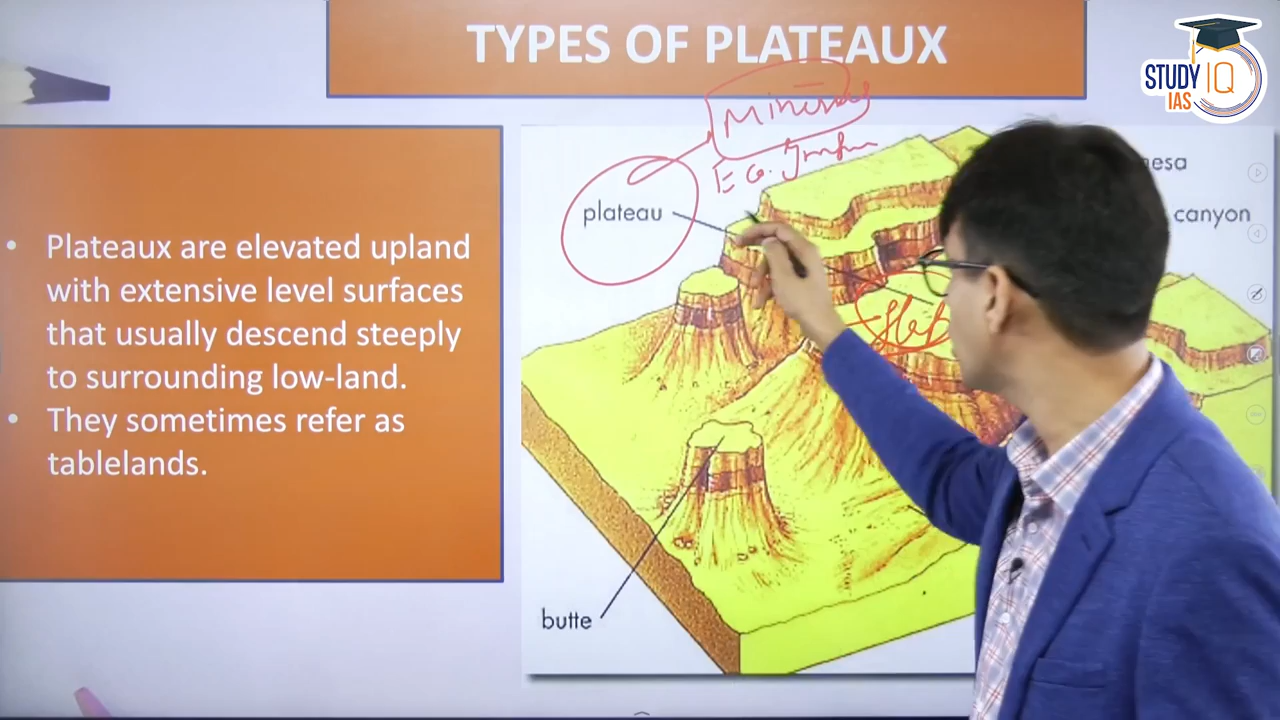 TYPES OF PLATEAUX
STUDY IQ
IAS
Minerals
plateau
canyon
• Plateaux are elevated upland
with extensive level surfaces
that usually descend steeply
to surrounding low-land.
• They sometimes refer as
tablelands.
butte